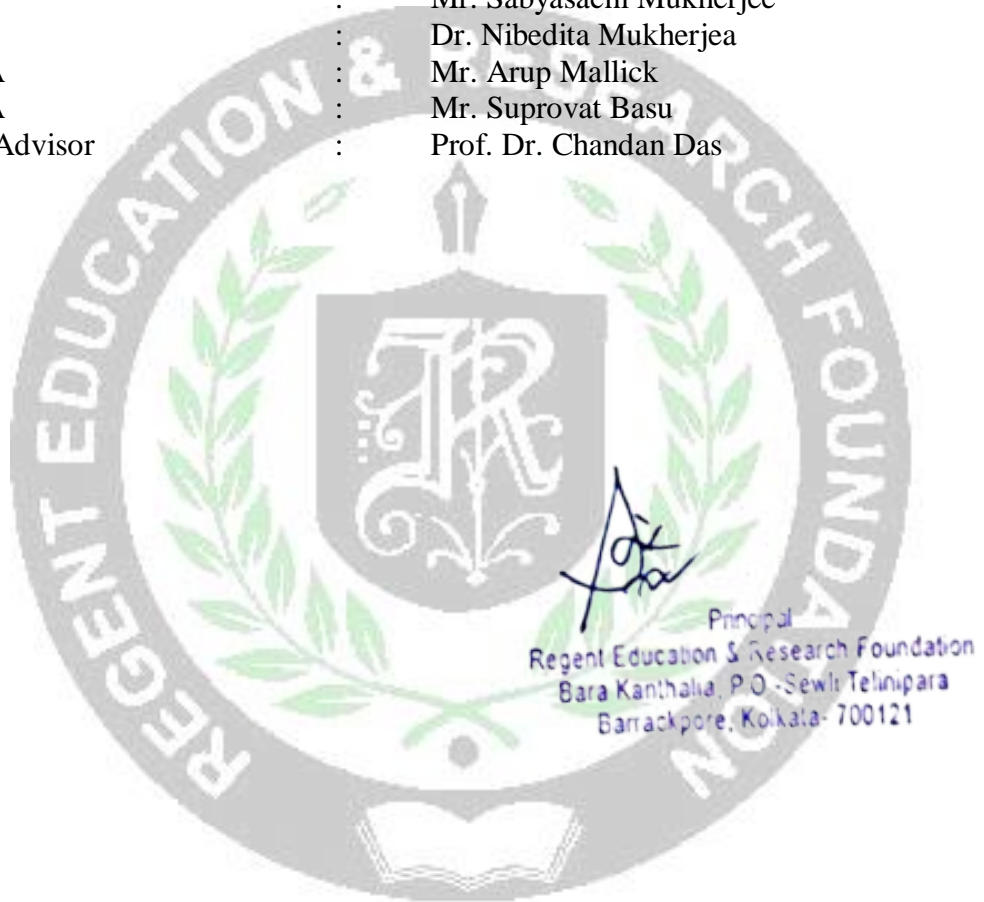 : Mr. Sabyasachi Mukherjee
: Dr. Nibedita Mukherjea
A : Mr. Arup Mallick
A : Mr. Suprovat Basu
Advisor : Prof. Dr. Chandan Das
REGENT EDUCATION & RESEARCH FOUNDATION
R
Principal
Regent Education & Research Foundation
Bara Kanthalia, P.O.-Sewli Telinipara
Barrackpore, Kolkata- 700121